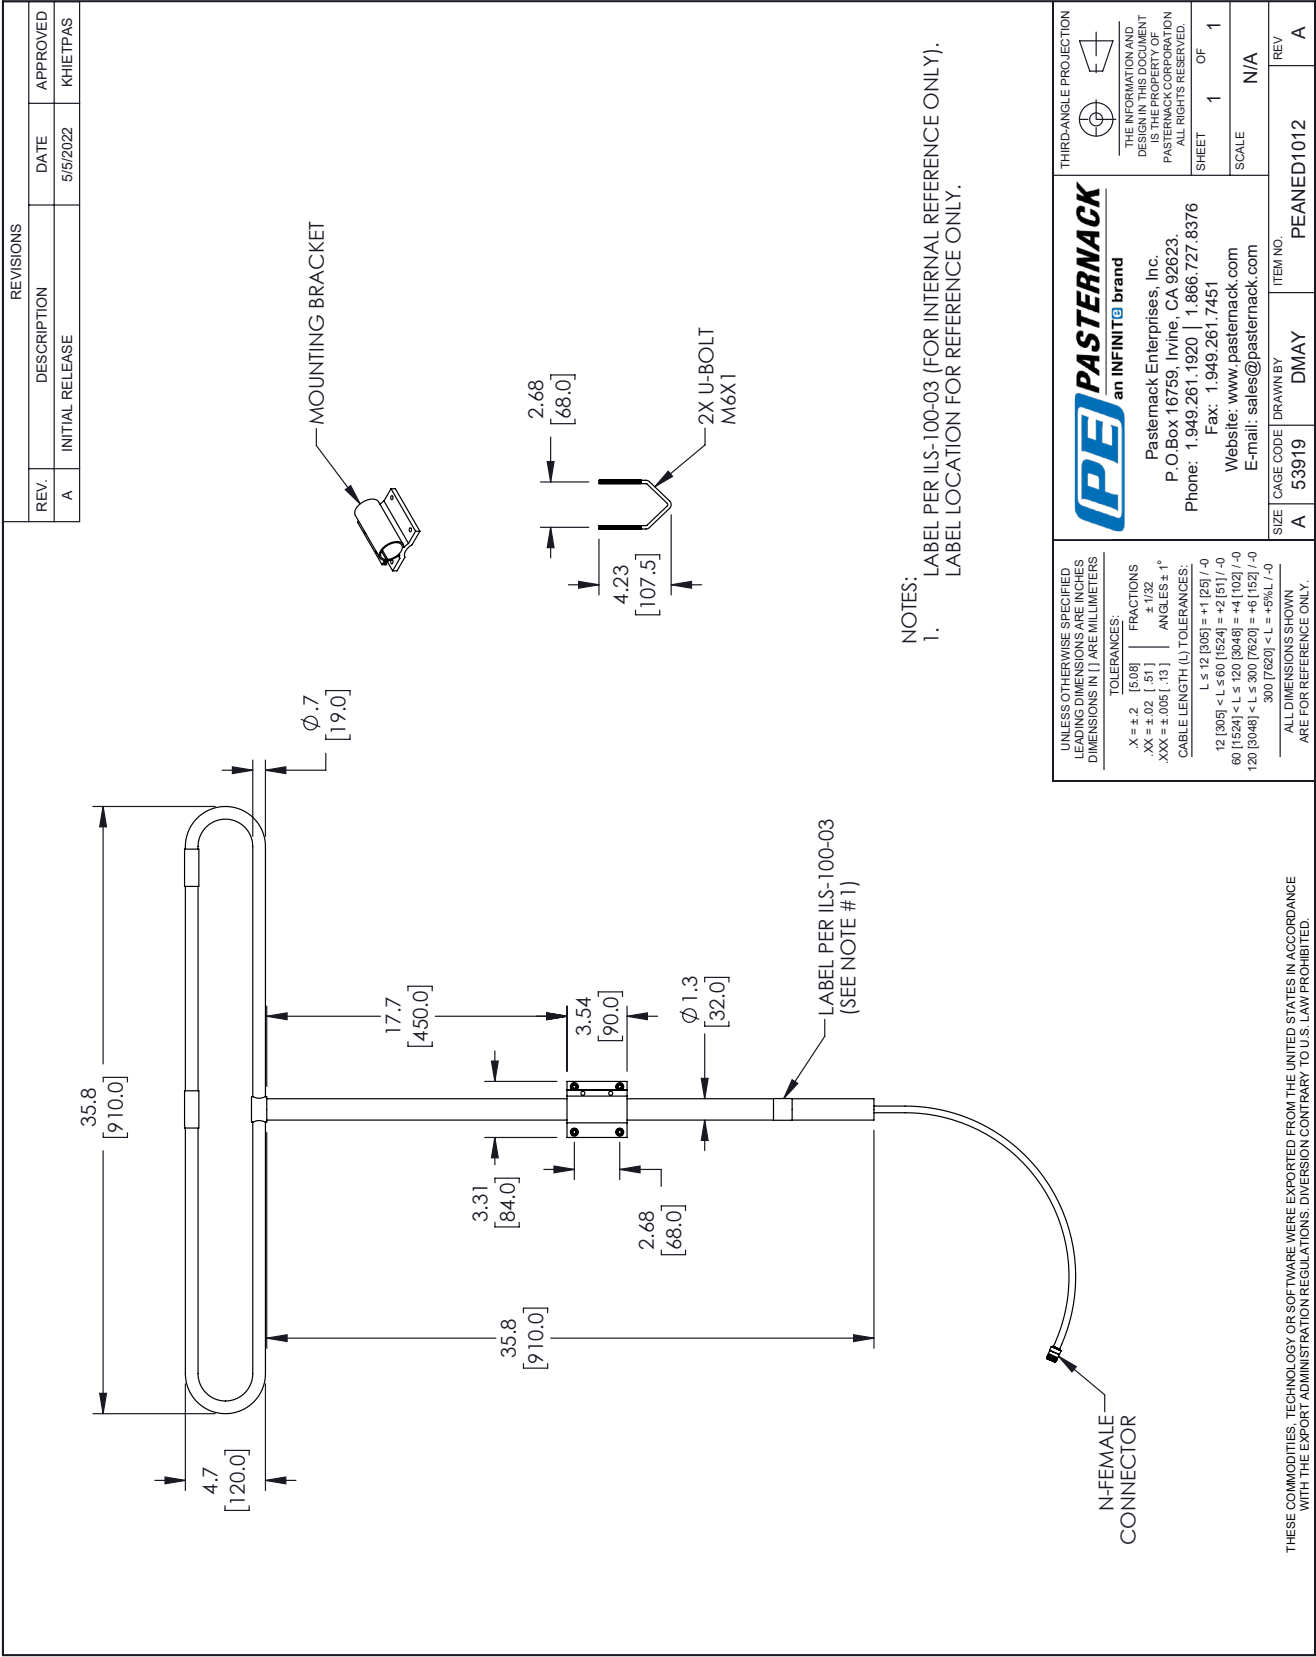 REVISIONS
REV. DESCRIPTION DATE APPROVED
A INITIAL RELEASE 5/5/2022 KHIETPAS
35.8
[910.0]
4.7
[120.0]
Ø.7
[19.0]
MOUNTING BRACKET
17.7
[450.0]
2.68
[68.0]
4.23
[107.5]
2X U-BOLT
M6X1
3.31
[84.0]
3.54
[90.0]
35.8
[910.0]
2.68
[68.0]
Ø1.3
[32.0]
LABEL PER ILS-100-03
(SEE NOTE #1)
N-FEMALE
CONNECTOR
NOTES:
1. LABEL PER ILS-100-03 (FOR INTERNAL REFERENCE ONLY).
LABEL LOCATION FOR REFERENCE ONLY.
UNLESS OTHERWISE SPECIFIED
LEADING DIMENSIONS ARE INCHES
DIMENSIONS IN [ ] ARE MILLIMETERS
TOLERANCES:
.X = ± .2 [5.08] FRACTIONS
.XX = ± .02 [ .51 ] ± 1/32
.XXX = ± .005 [ .13 ] ANGLES ± 1°
CABLE LENGTH (L) TOLERANCES:
L ≤ 12 [305] = +1 [25] / -0
12 [305] < L ≤ 60 [1524] = +2 [51] / -0
60 [1524] < L ≤ 120 [3048] = +4 [102] / -0
120 [3048] < L ≤ 300 [7620] = +6 [152] / -0
300 [7620] < L = +5%L / -0
ALL DIMENSIONS SHOWN
ARE FOR REFERENCE ONLY.
PE PASTERNACK
an INFINITe brand
Pasternack Enterprises, Inc.
P.O.Box 16759, Irvine, CA 92623.
Phone: 1.949.261.1920 | 1.866.727.8376
Fax: 1.949.261.7451
Website: www.pasternack.com
E-mail: sales@pasternack.com
THIRD-ANGLE PROJECTION
THE INFORMATION AND
DESIGN IN THIS DOCUMENT
IS THE PROPERTY OF
PASTERNACK CORPORATION
ALL RIGHTS RESERVED.
SHEET 1 OF 1
SCALE N/A
SIZE A
CAGE CODE 53919
DRAWN BY DMAY
ITEM NO. PEANED1012
REV A
THESE COMMODITIES, TECHNOLOGY OR SOFTWARE WERE EXPORTED FROM THE UNITED STATES IN ACCORDANCE
WITH THE EXPORT ADMINISTRATION REGULATIONS. DIVERSION CONTRARY TO U.S. LAW PROHIBITED.